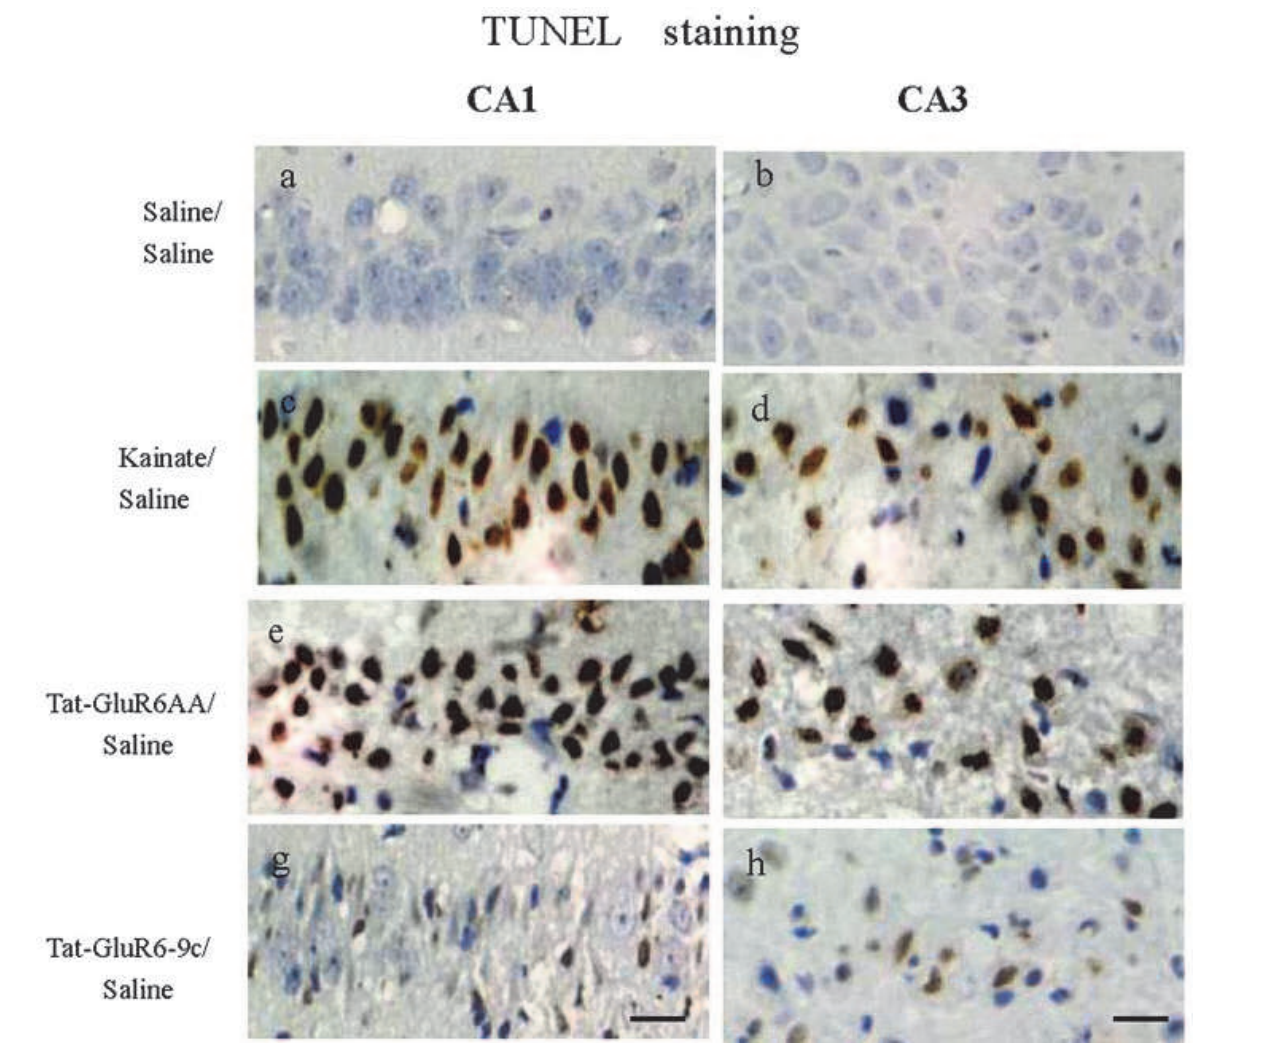 TUNEL staining
CA1 CA3
a b
Saline/
Saline
c d
Kainate/
Saline
e
Tat-GluR6AA/
Saline
g h
Tat-GluR6-9c/
Saline